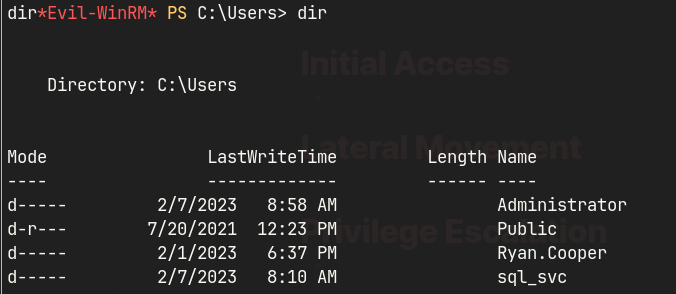 dir*Evil-WinRM* PS C:\Users> dir
Initial Access
Directory: C:\Users
Lateral Movement
Mode LastWriteTime Length Name
---- ------------- ------ ----
d----- 2/7/2023 8:58 AM Administrator
d-r--- 7/20/2021 12:23 PM Public
Privilege Escalation
d----- 2/1/2023 6:37 PM Ryan.Cooper
d----- 2/7/2023 8:10 AM sql_svc